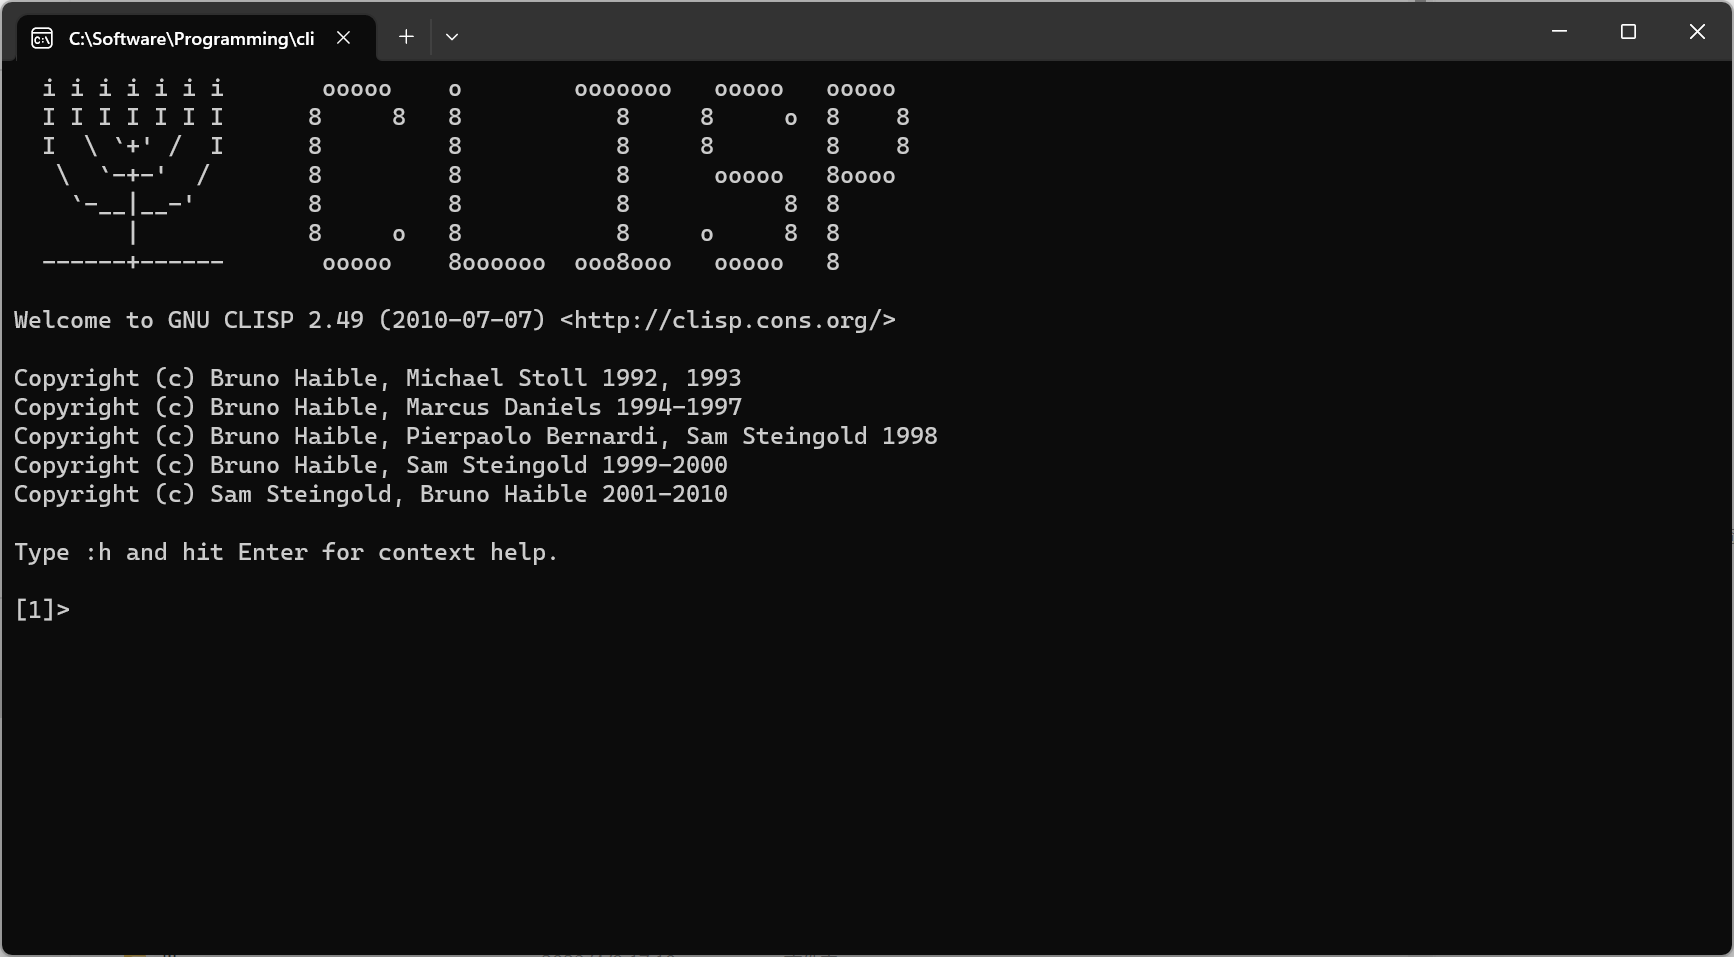 C:\Software\Programming\cli
  i i i i i i i       ooooo    o        ooooooo   ooooo   ooooo
  I I I I I I I      8     8   8           8     8     o  8    8
  I  \ `+' /  I      8         8           8     8        8    8
   \  `-+-'  /       8         8           8      ooooo   8oooo
    `-__|__-'        8         8           8           8  8
        |            8     o   8           8     o     8  8
  ------+------       ooooo    8oooooo  ooo8ooo   ooooo   8
Welcome to GNU CLISP 2.49 (2010-07-07) <http://clisp.cons.org/>
Copyright (c) Bruno Haible, Michael Stoll 1992, 1993
Copyright (c) Bruno Haible, Marcus Daniels 1994-1997
Copyright (c) Bruno Haible, Pierpaolo Bernardi, Sam Steingold 1998
Copyright (c) Bruno Haible, Sam Steingold 1999-2000
Copyright (c) Sam Steingold, Bruno Haible 2001-2010
Type :h and hit Enter for context help.
[1]>